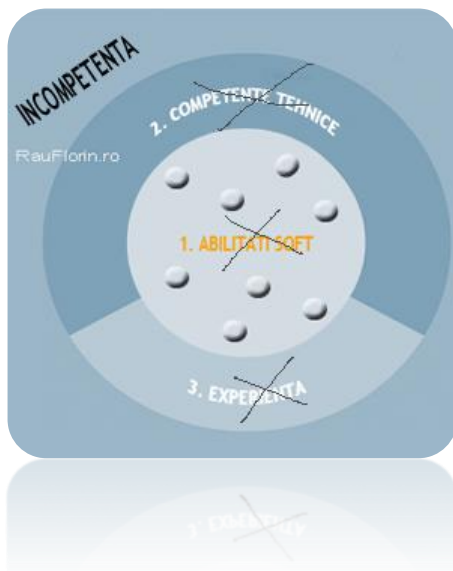 INCOMPETENTA
2. COMPETENTE TEHNICE
RauFlorin.ro
1. ABILITATI SOFT
3. EXPERIENTA